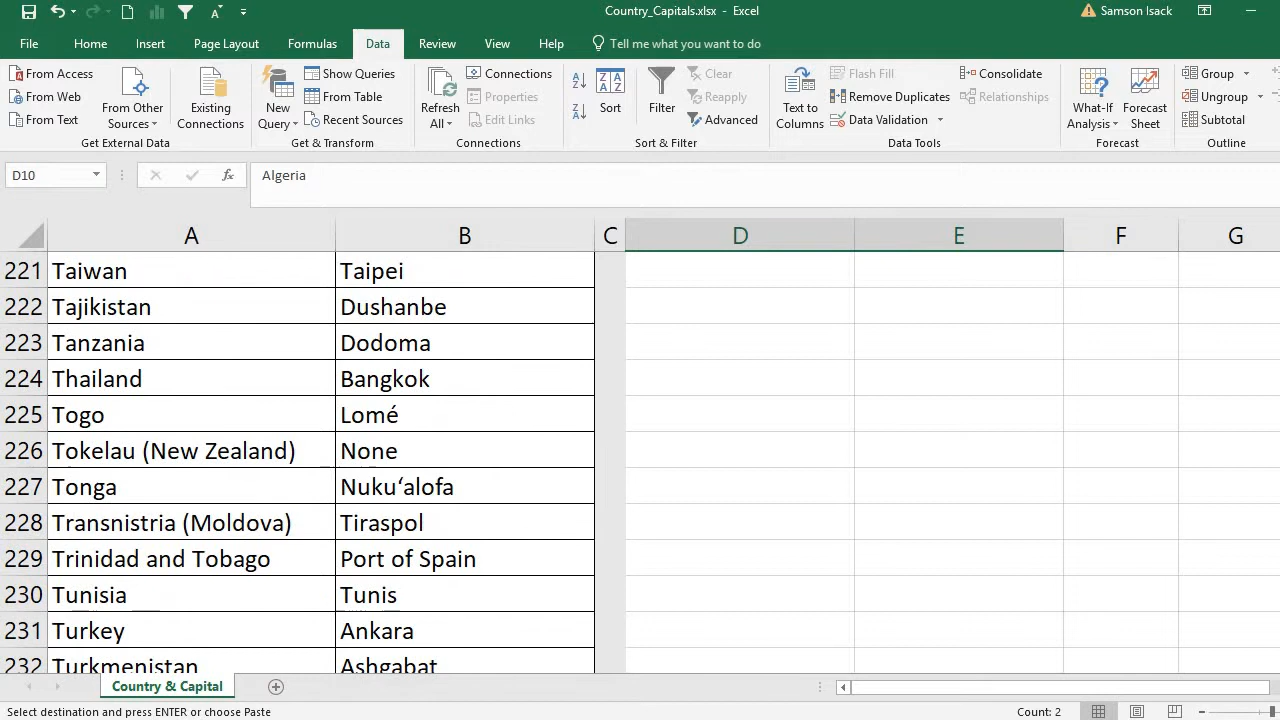 Country_Capitals.xlsx - Excel
Samson Isack
File Home Insert Page Layout Formulas Data Review View Help Tell me what you want to do
From Access
From Web
From Text
From Other Sources
Existing Connections
Get External Data
New Query
Show Queries
From Table
Recent Sources
Get & Transform
Refresh All
Connections
Properties
Edit Links
Connections
Sort
Filter
Clear
Reapply
Advanced
Sort & Filter
Text to Columns
Flash Fill
Remove Duplicates
Data Validation
Consolidate
Relationships
Data Tools
What-If Analysis
Forecast Sheet
Forecast
Group
Ungroup
Subtotal
Outline
D10 fx Algeria
A B C D E F G
221 Taiwan Taipei
222 Tajikistan Dushanbe
223 Tanzania Dodoma
224 Thailand Bangkok
225 Togo Lomé
226 Tokelau (New Zealand) None
227 Tonga Nukuʻalofa
228 Transnistria (Moldova) Tiraspol
229 Trinidad and Tobago Port of Spain
230 Tunisia Tunis
231 Turkey Ankara
232 Turkmenistan Ashgabat
Country & Capital
Select destination and press ENTER or choose Paste Count: 2